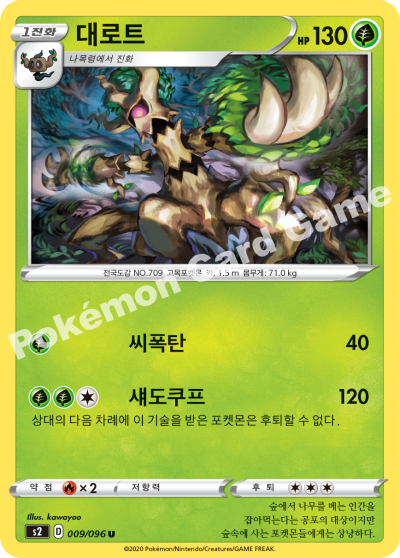 1진화
대로트
HP 130
나목령에서 진화
전국도감 NO.709 고목포켓몬 키: 1.5 m 몸무게: 71.0 kg
Pokémon Card Game
씨폭탄 40
섀도쿠프 120
상대의 다음 차례에 이 기술을 받은 포켓몬은 후퇴할 수 없다.
약점 ×2 저항력 후퇴
Illus. kawayoo
s2 D 009/096 U
숲에서 나무를 베는 인간을
잡아먹는다는 공포의 대상이지만
숲속에 사는 포켓몬들에게는 상냥하다.
©2020 Pokémon/Nintendo/Creatures/GAME FREAK.